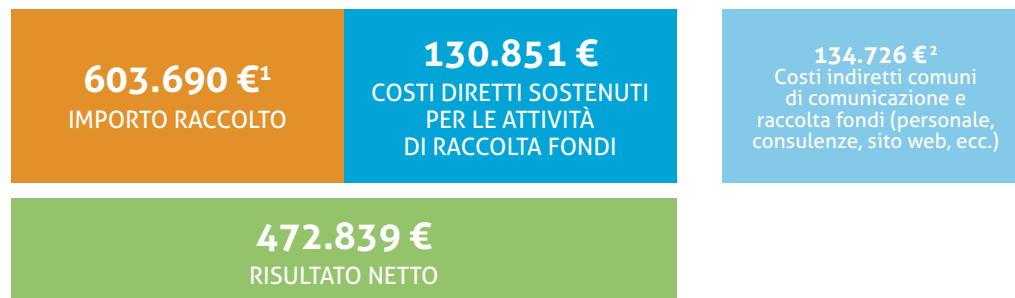 603.690 €¹
IMPORTO RACCOLTO
130.851 €
COSTI DIRETTI SOSTENUTI
PER LE ATTIVITÀ
DI RACCOLTA FONDI
134.726 €²
Costi indiretti comuni
di comunicazione e
raccolta fondi (personale,
consulenze, sito web, ecc.)
472.839 €
RISULTATO NETTO